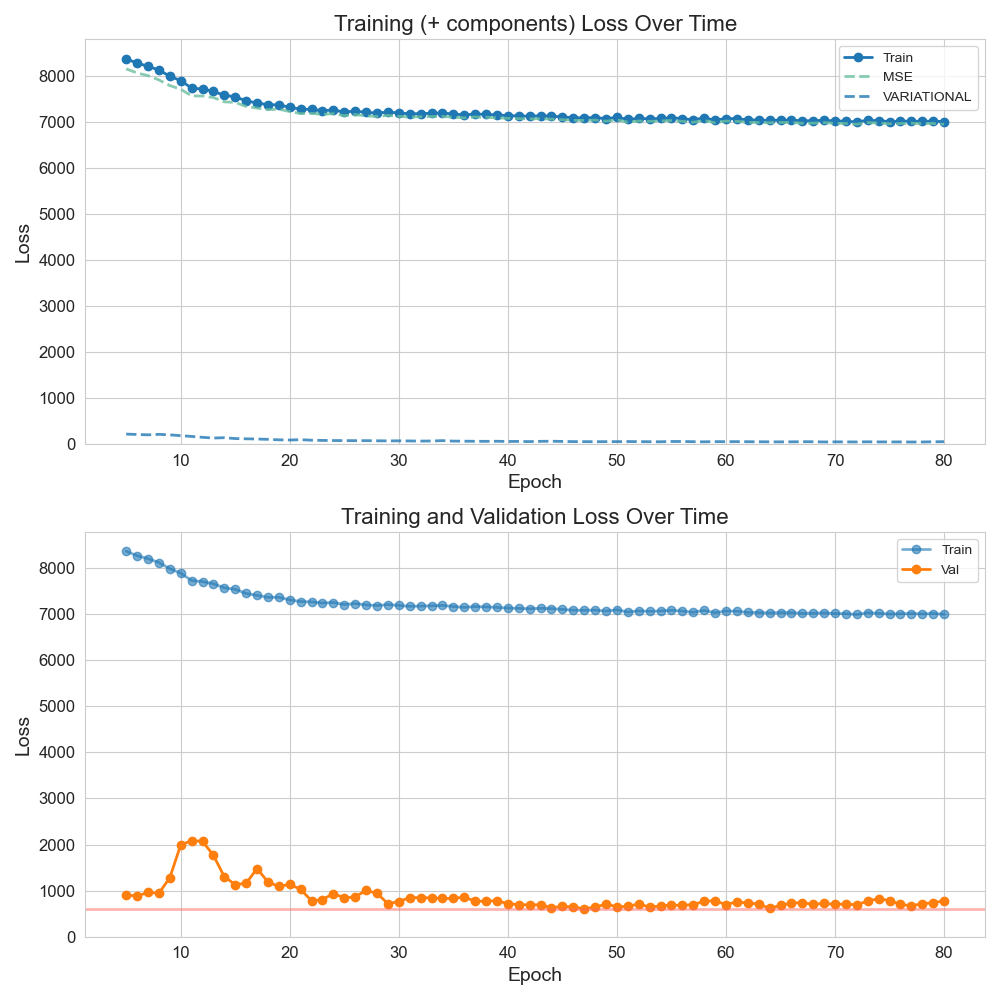 Training (+ components) Loss Over Time
Train
MSE
VARIATIONAL
8000
7000
6000
5000
4000
3000
2000
1000
0
Loss
10 20 30 40 50 60 70 80
Epoch
Training and Validation Loss Over Time
Train
Val
8000
7000
6000
5000
4000
3000
2000
1000
0
Loss
10 20 30 40 50 60 70 80
Epoch